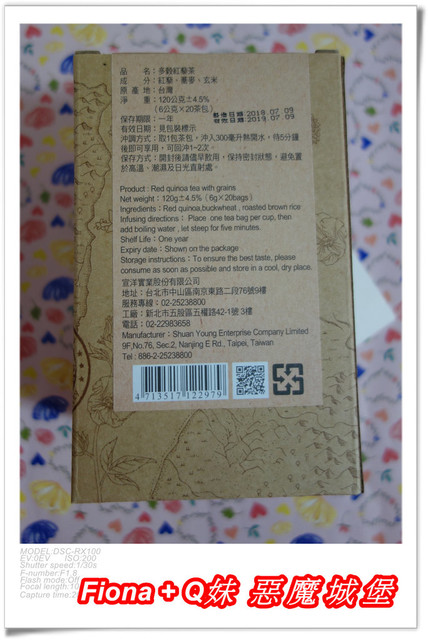 品　名：多穀紅藜茶
成　分：紅藜、蕎麥、玄米
原 產 地：台灣
淨　重：120公克±4.5%
（6公克×20茶包）
製造日期 2018.07.09
有效日期 2019.07.09
保存期限：一年
有效日期：見包裝標示
沖調方式：取1包茶包，沖入300毫升熱開水，待5分鐘
後即可享用，可回沖1~2次。
保存方式：開封後請儘早飲用，保持密封狀態，避免置
於高溫、潮濕及日光直射處。
Product : Red quinoa tea with grains
Net weight : 120g±4.5% ( 6g×20bags )
Ingredients : Red quinoa,buckwheat , roasted brown rice
Infusing directions : Place one tea bag per cup, then
add boiling water , let steep for five minutes.
Shelf Life : One year
Expiry date : Shown on the package
Storage instructions : To ensure the best taste, please
consume as soon as possible and store in a cool, dry place.
宣洋實業股份有限公司
地址：台北市中山區南京東路二段76號9樓
服務專線：02-25238800
工廠：新北市五股區五權路42-1號 3樓
電話：02-22983658
Manufacturer : Shuan Young Enterprise Company Limited
9F,No.76, Sec.2, Nanjing E Rd., Taipei, Taiwan
Tel : 886-2-25238800
4 713517 122979
MODEL:DSC-RX100
EV:0EV ISO:200
Shutter speed:1/30s
F-number:F1.8
Flash mode:Off
Focal length:10
Capture time:2
Fiona + Q妹 惡魔城堡